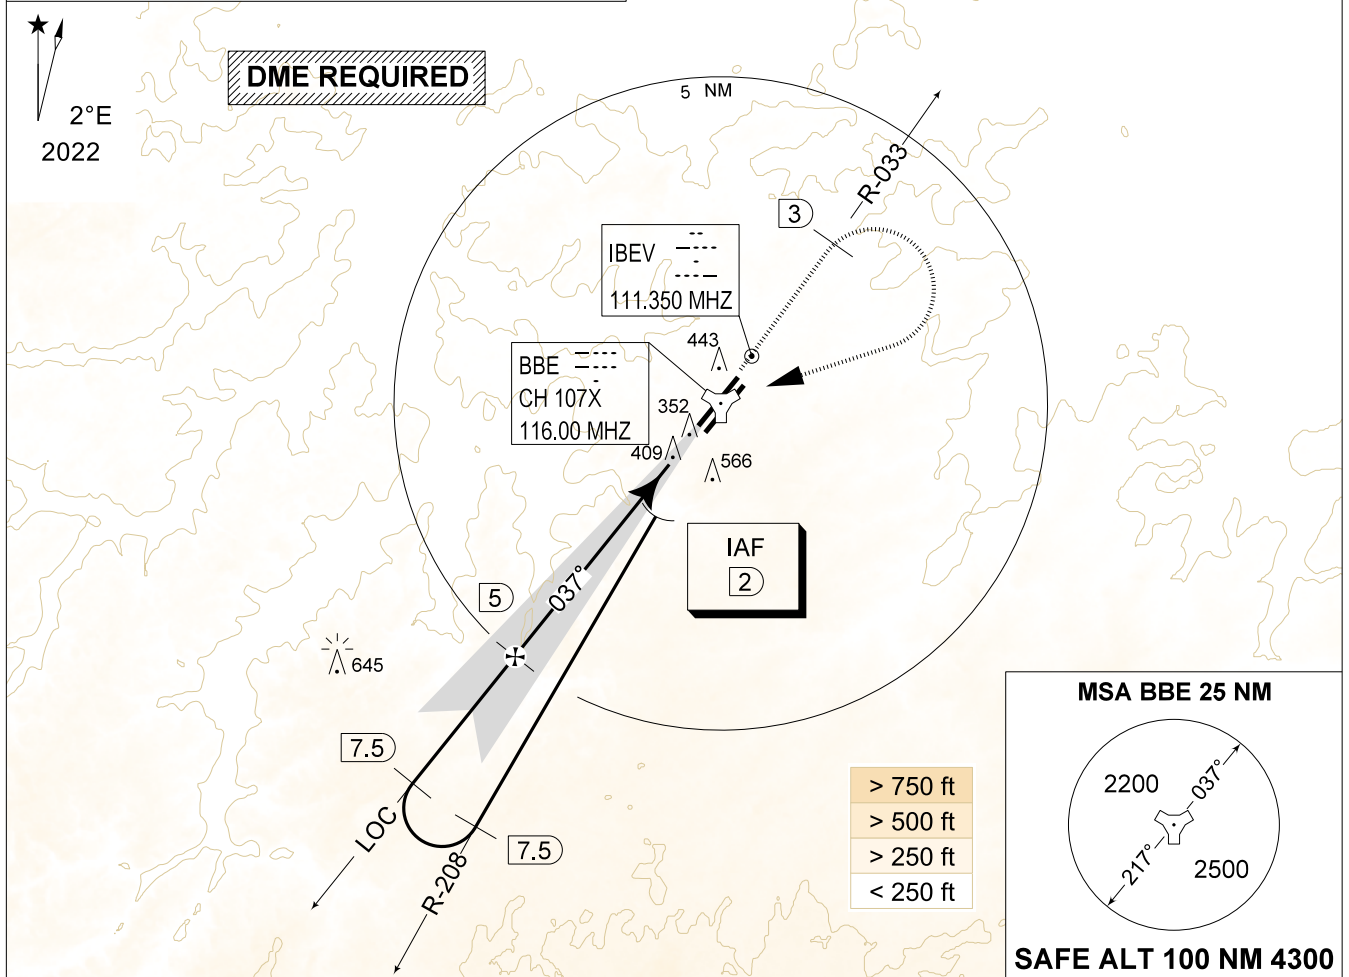 2°E
2022
DME REQUIRED
5 NM
R-033
3
IBEV
111.350 MHZ
443
BBE
CH 107X
116.00 MHZ
352
409
566
IAF
2
037°
5
645
7.5
LOC
7.5
R-208
> 750 ft
> 500 ft
> 250 ft
< 250 ft
MSA BBE 25 NM
2200
037°
217°
2500
SAFE ALT 100 NM 4300